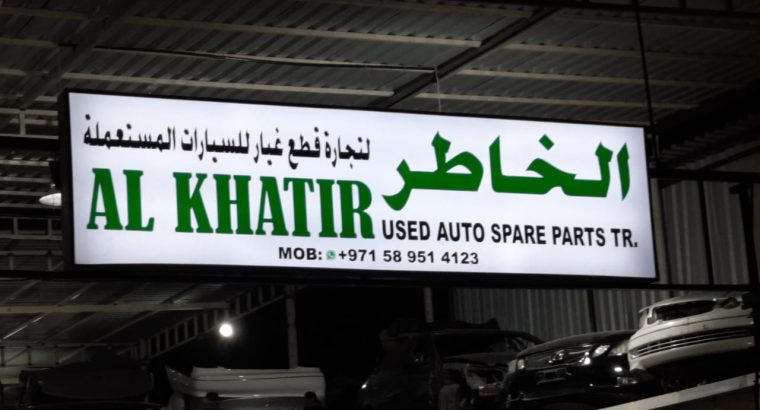 الخاطر
لتجارة قطع غيار للسيارات المستعملة
AL KHATIR
USED AUTO SPARE PARTS TR.
MOB: +971 58 951 4123